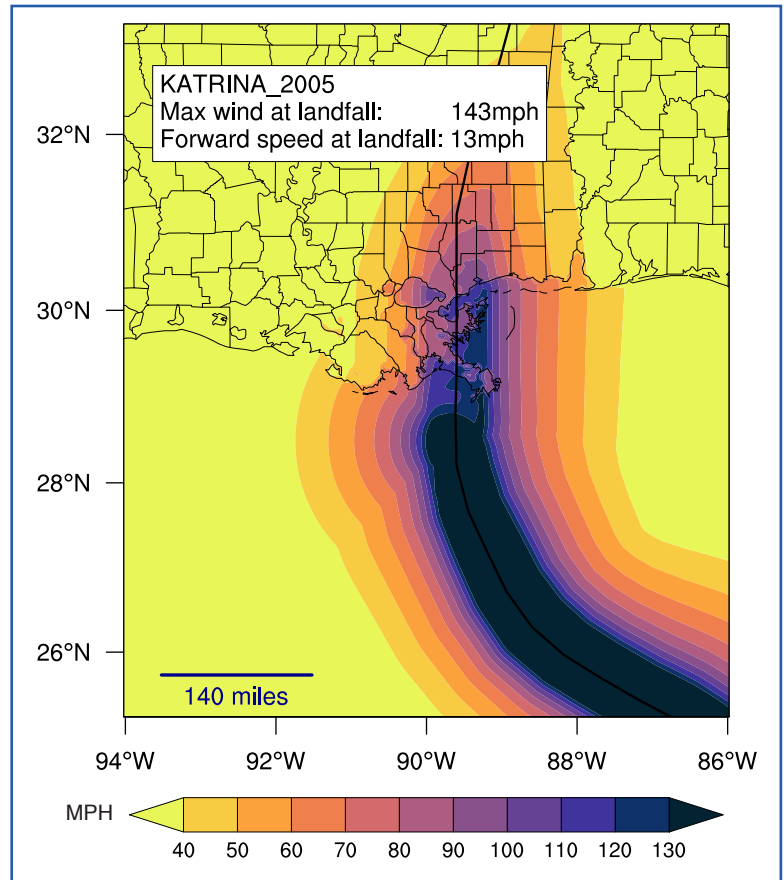 KATRINA_2005
Max wind at landfall: 143mph
Forward speed at landfall: 13mph
32°N
30°N
28°N
26°N
140 miles
94°W 92°W 90°W 88°W 86°W
MPH
40 50 60 70 80 90 100 110 120 130